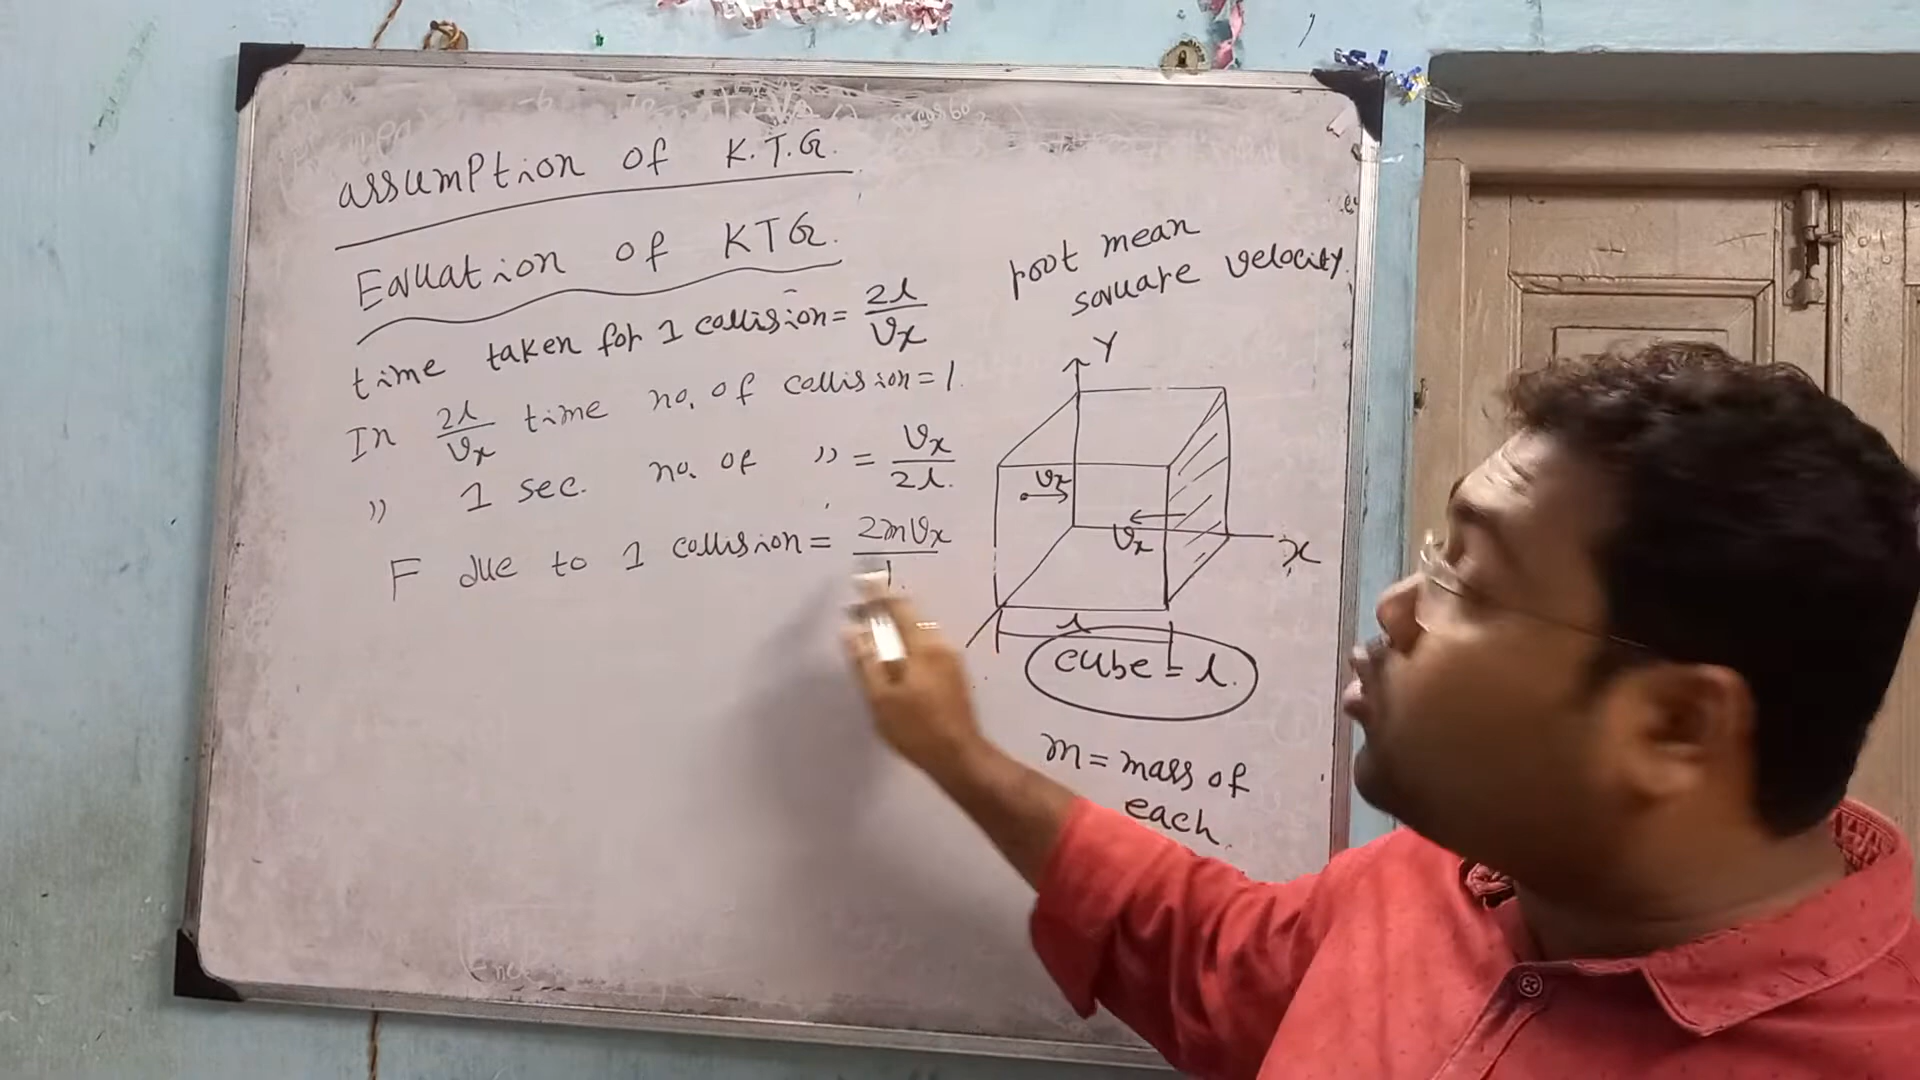 assumption of K.T.G.
Equation of KTG.
time taken for 1 collision = 2l/vx
In 2l/vx time no. of collision = 1.
" 1 sec. no. of " = vx/2l.
F due to 1 collision = 2mvx/1.
root mean
square velocity.
Y
vx
vx
x
l
cube = l.
m = mass of
each